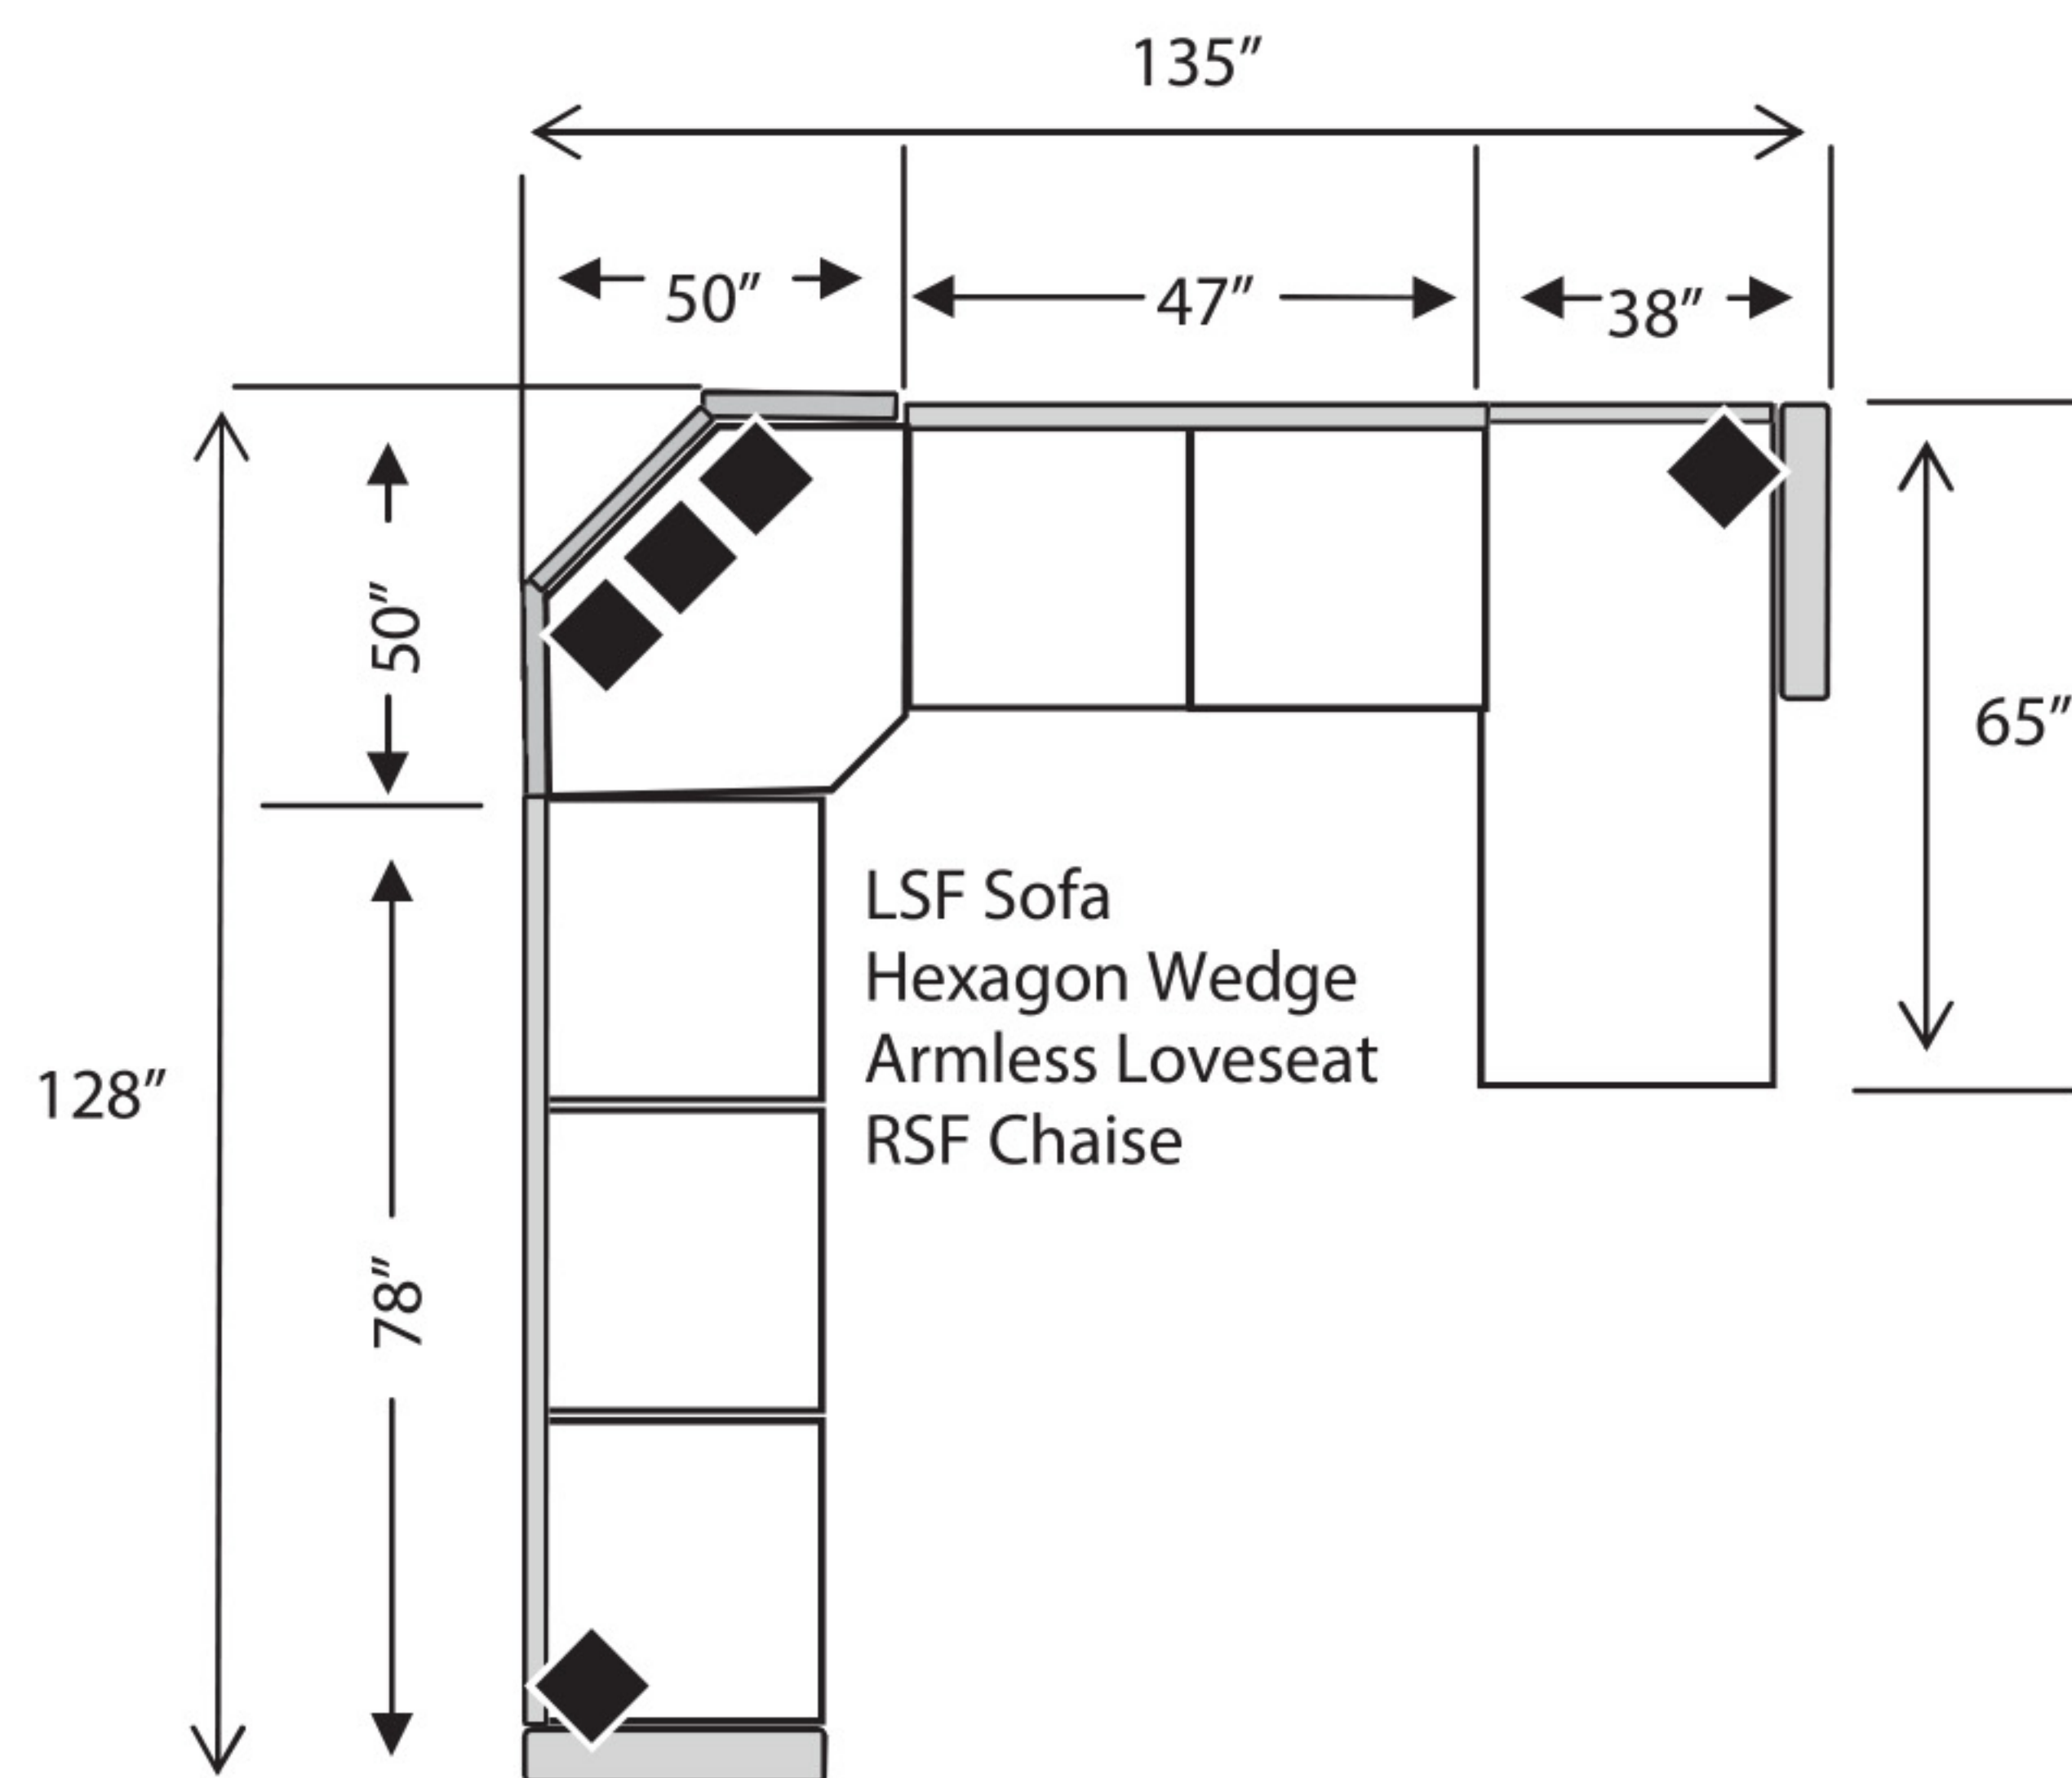 135”
50”
47”
38”
50”
65”
128”
78”
LSF Sofa
Hexagon Wedge
Armless Loveseat
RSF Chaise